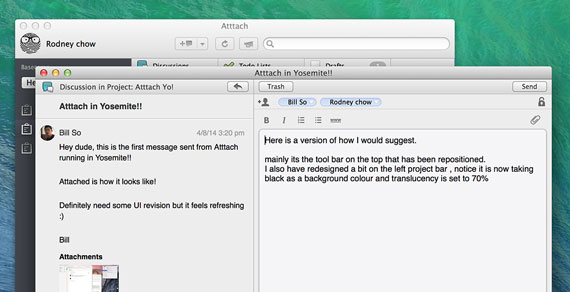 Atttach
Rodney chow
Discussions
Todo Lists
Drafts
Atttach in Yosemite!!
Discussion in Project: Atttach Yo!
Trash
Send
Atttach in Yosemite!!
Bill So
Rodney chow
B I
Bill So
4/8/14 3:20 pm
Hey dude, this is the first message sent from Atttach
running in Yosemite!!
Attached is how it looks like!
Definitely need some UI revision but it feels refreshing
:)
Bill
Attachments
Here is a version of how I would suggest.
mainly its the tool bar on the top that has been repositioned.
I also have redesigned a bit on the left project bar , notice it is now taking
black as a background colour and translucency is set to 70%